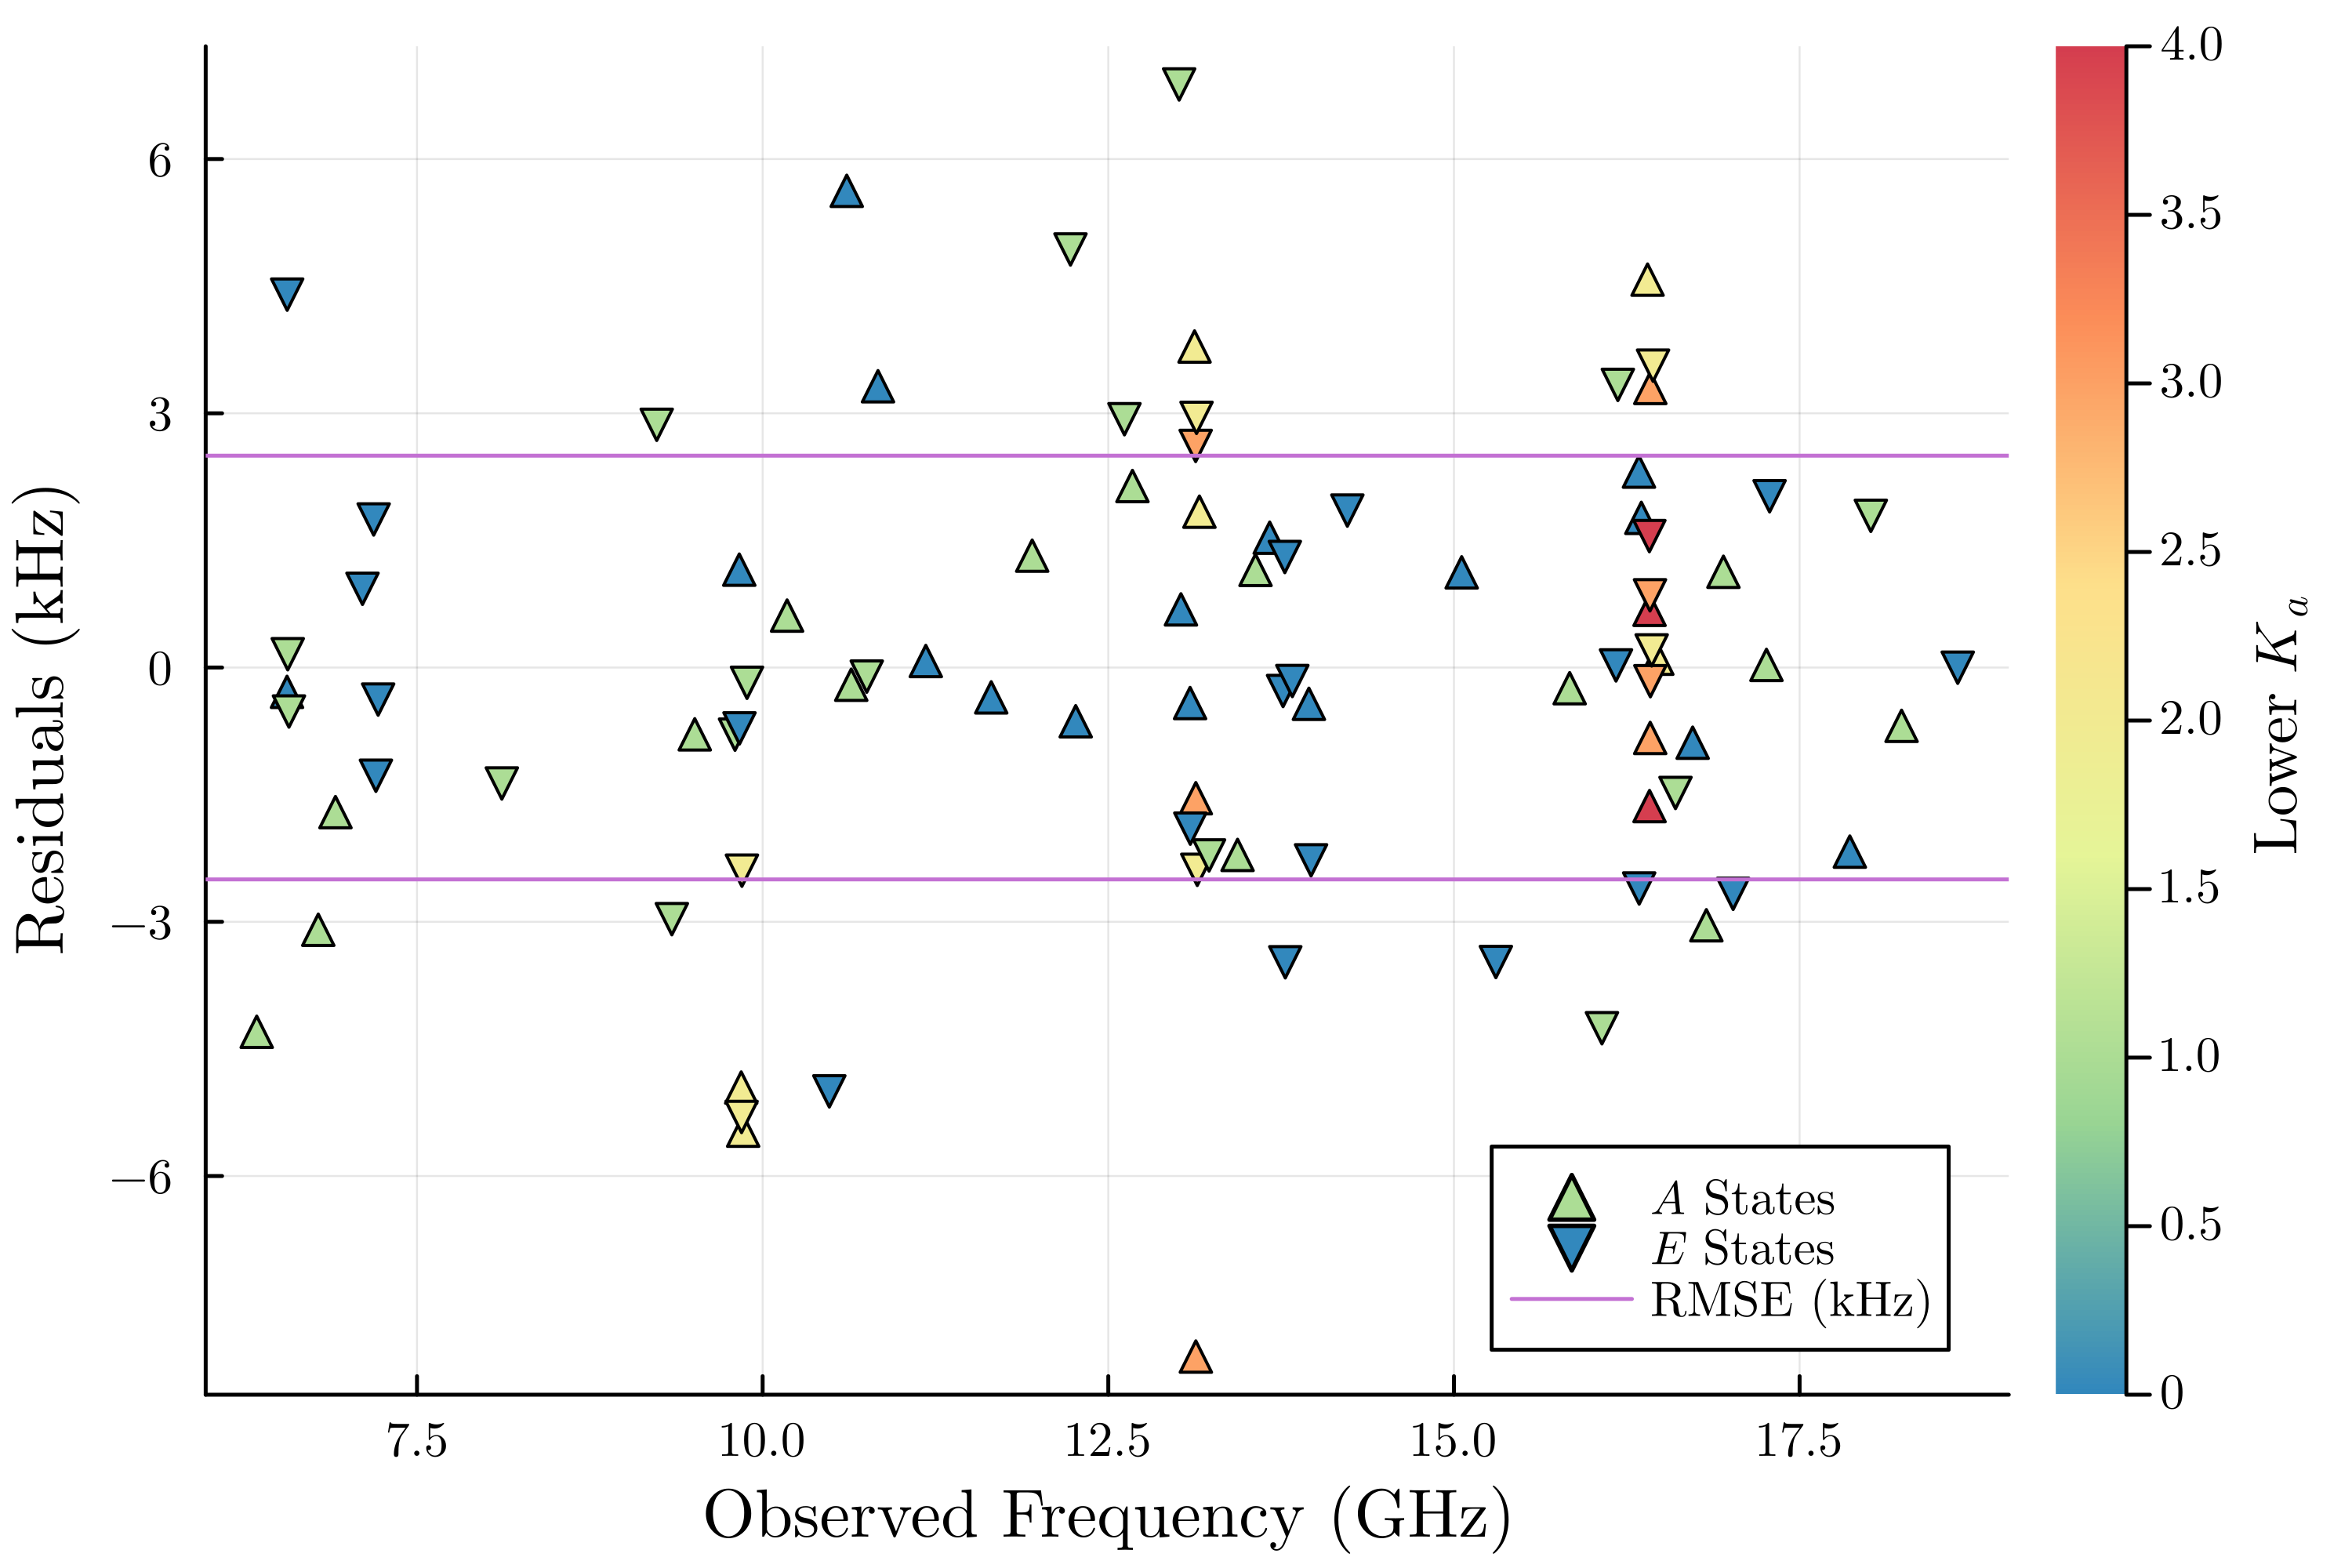 Residuals (kHz)
6
3
0
−3
−6
7.5 10.0 12.5 15.0 17.5
Observed Frequency (GHz)
A States
E States
RMSE (kHz)
4.0
3.5
3.0
2.5
2.0
1.5
1.0
0.5
0
Lower Kₐ